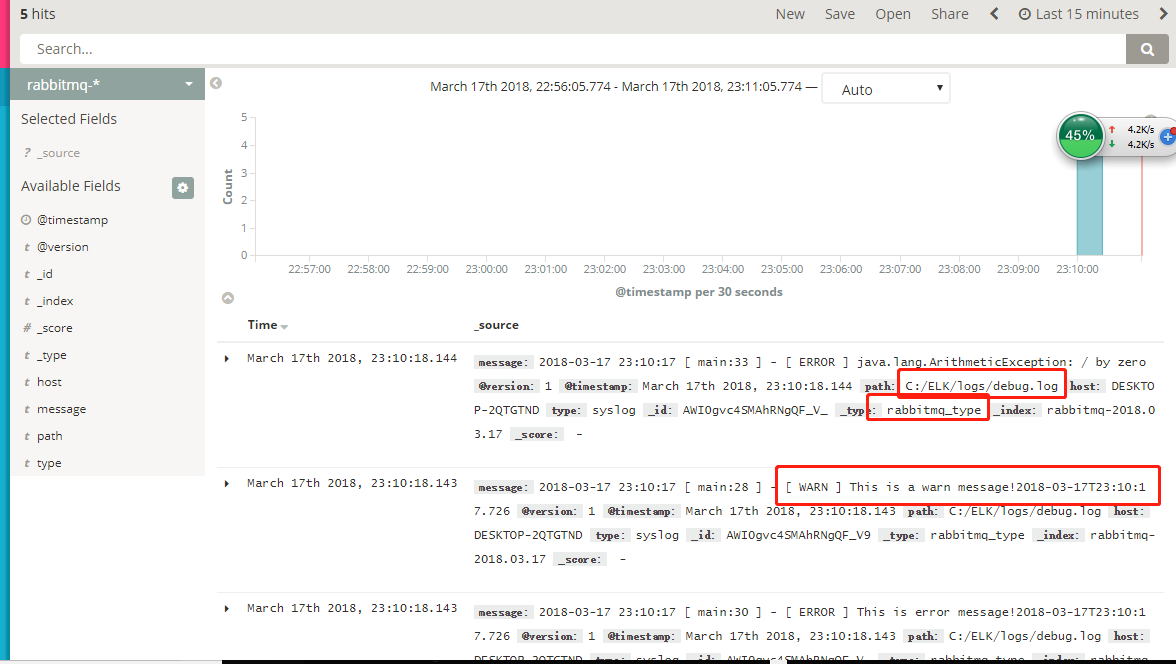 5 hits
New Save Open Share Last 15 minutes
Search...
rabbitmq-*
March 17th 2018, 22:56:05.774 - March 17th 2018, 23:11:05.774 — Auto
Selected Fields
? _source
Available Fields
@timestamp
t @version
t _id
t _index
# _score
t _type
t host
t message
t path
t type
45%
4.2K/s
4.2K/s
Count
5
4
3
2
1
0
22:57:00 22:58:00 22:59:00 23:00:00 23:01:00 23:02:00 23:03:00 23:04:00 23:05:00 23:06:00 23:07:00 23:08:00 23:09:00 23:10:00
@timestamp per 30 seconds
Time _source
March 17th 2018, 23:10:18.144
message: 2018-03-17 23:10:17 [ main:33 ] - [ ERROR ] java.lang.ArithmeticException: / by zero
@version: 1 @timestamp: March 17th 2018, 23:10:18.144 path: C:/ELK/logs/debug.log host: DESKTO
P-2QTGTND type: syslog _id: AWI0gvc4SMAhRNgQF_V_ _type: rabbitmq_type _index: rabbitmq-2018.0
3.17 _score: -
March 17th 2018, 23:10:18.143
message: 2018-03-17 23:10:17 [ main:28 ] - [ WARN ] This is a warn message!2018-03-17T23:10:1
7.726 @version: 1 @timestamp: March 17th 2018, 23:10:18.143 path: C:/ELK/logs/debug.log host:
DESKTOP-2QTGTND type: syslog _id: AWI0gvc4SMAhRNgQF_V9 _type: rabbitmq_type _index: rabbitmq-
2018.03.17 _score: -
March 17th 2018, 23:10:18.143
message: 2018-03-17 23:10:17 [ main:30 ] - [ ERROR ] This is error message!2018-03-17T23:10:1
7.726 @version: 1 @timestamp: March 17th 2018, 23:10:18.143 path: C:/ELK/logs/debug.log host: